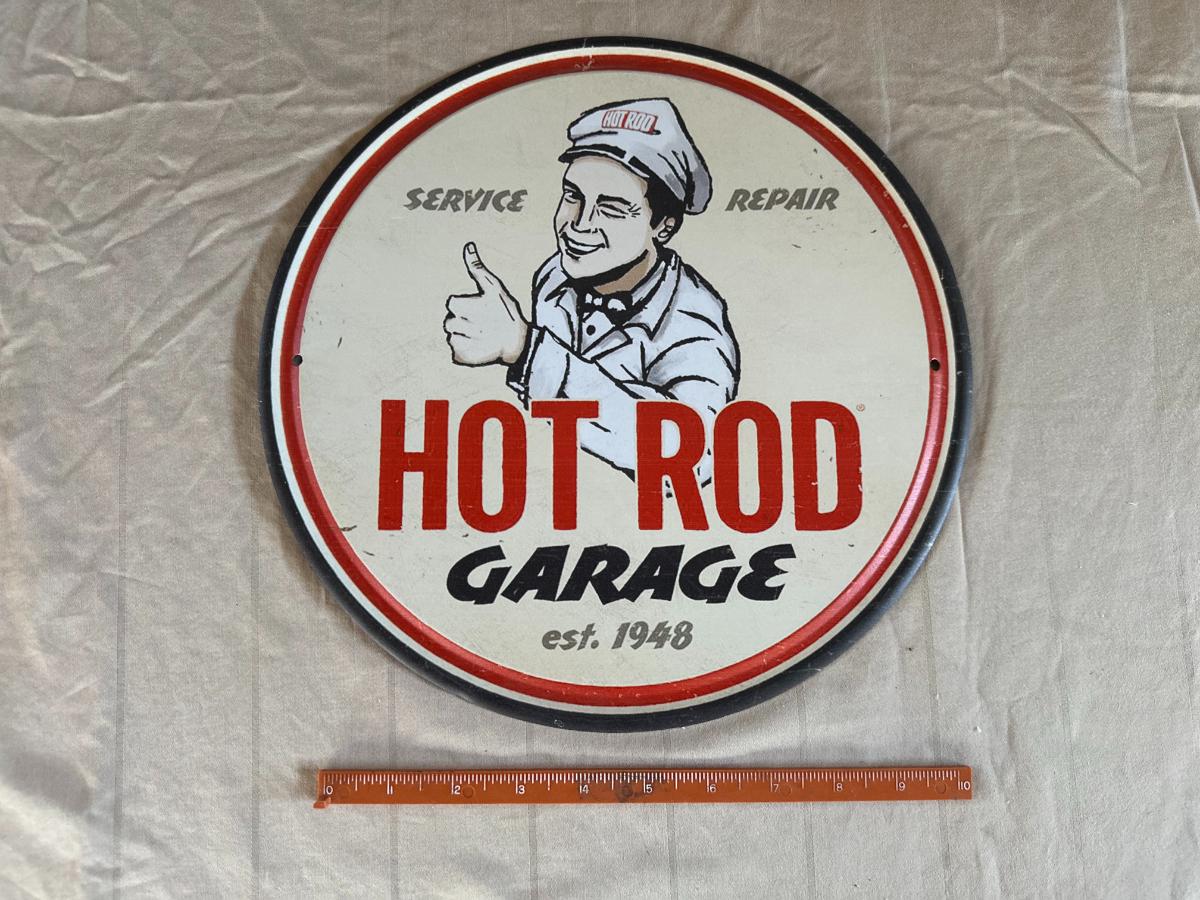 HOT ROD
SERVICE REPAIR
HOT ROD®
GARAGE
est. 1948
0 1 2 3 4 5 6 7 8 9 10